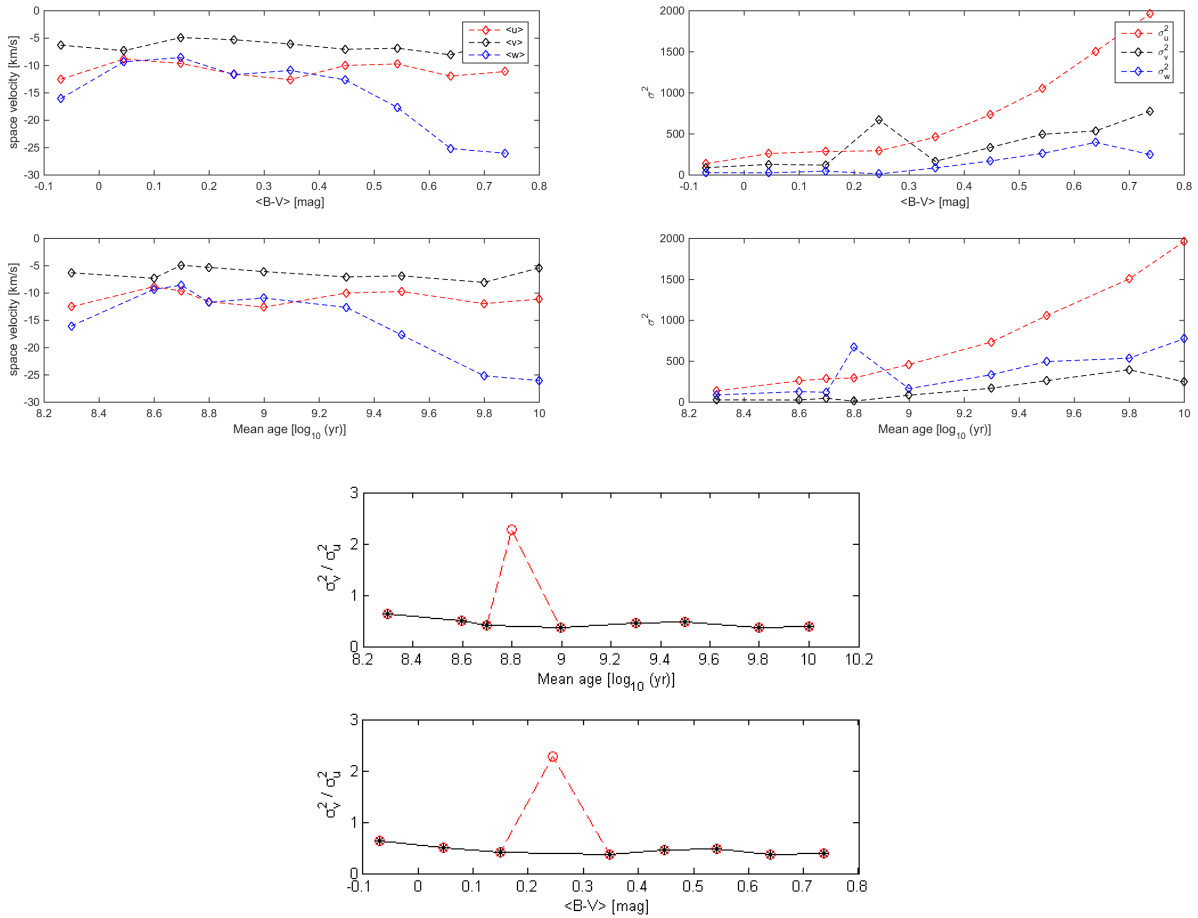 0
-5
-10
-15
-20
-25
-30
space velocity [km/s]
<u>
<v>
<w>
-0.1 0 0.1 0.2 0.3 0.4 0.5 0.6 0.7 0.8
<B-V> [mag]
2000
1500
1000
500
0
σ²
σ²ᵤ
σ²ᵥ
σ²w
-0.1 0 0.1 0.2 0.3 0.4 0.5 0.6 0.7 0.8
<B-V> [mag]
0
-5
-10
-15
-20
-25
-30
space velocity [km/s]
8.2 8.4 8.6 8.8 9 9.2 9.4 9.6 9.8 10
Mean age [log₁₀ (yr)]
2000
1500
1000
500
0
σ²
8.2 8.4 8.6 8.8 9 9.2 9.4 9.6 9.8 10
Mean age [log₁₀ (yr)]
3
2
1
0
σ²ᵥ / σ²ᵤ
8.2 8.4 8.6 8.8 9 9.2 9.4 9.6 9.8 10 10.2
Mean age [log₁₀ (yr)]
3
2
1
0
σ²ᵥ / σ²ᵤ
-0.1 0 0.1 0.2 0.3 0.4 0.5 0.6 0.7 0.8
<B-V> [mag]